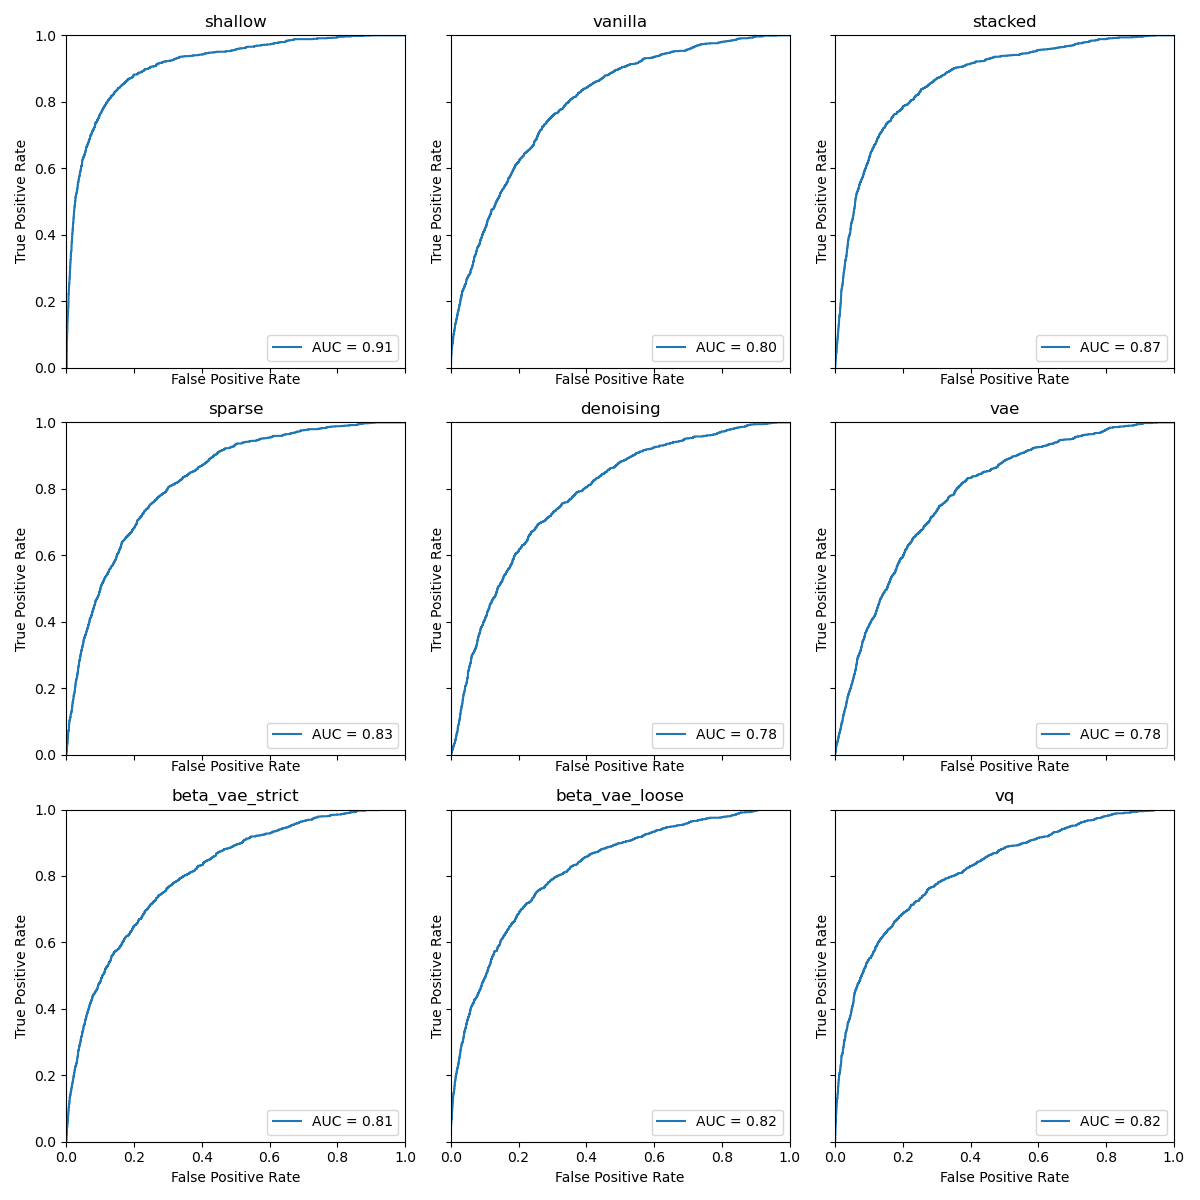 shallow
vanilla
stacked
1.0
0.8
0.6
0.4
0.2
0.0
True Positive Rate
True Positive Rate
True Positive Rate
AUC = 0.91
AUC = 0.80
AUC = 0.87
False Positive Rate
False Positive Rate
False Positive Rate
sparse
denoising
vae
1.0
0.8
0.6
0.4
0.2
0.0
True Positive Rate
True Positive Rate
True Positive Rate
AUC = 0.83
AUC = 0.78
AUC = 0.78
False Positive Rate
False Positive Rate
False Positive Rate
beta_vae_strict
beta_vae_loose
vq
1.0
0.8
0.6
0.4
0.2
0.0
True Positive Rate
True Positive Rate
True Positive Rate
AUC = 0.81
AUC = 0.82
AUC = 0.82
0.0 0.2 0.4 0.6 0.8 1.0
0.0 0.2 0.4 0.6 0.8 1.0
0.0 0.2 0.4 0.6 0.8 1.0
False Positive Rate
False Positive Rate
False Positive Rate